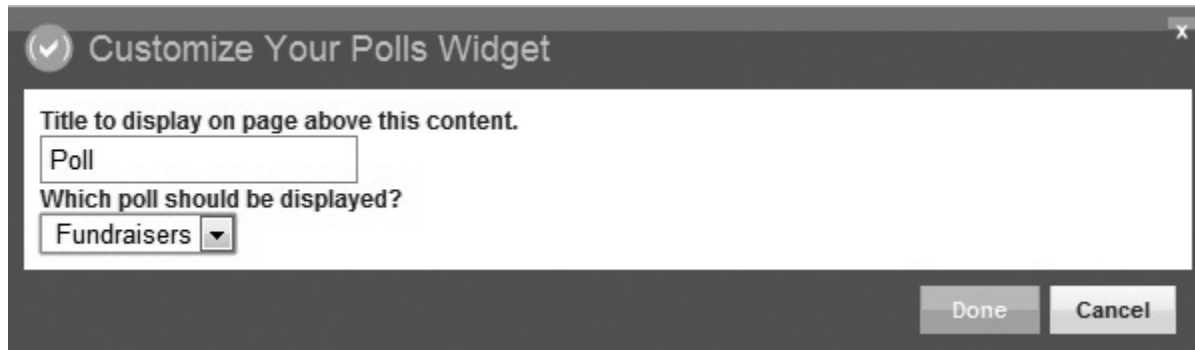 x
Customize Your Polls Widget
Title to display on page above this content.
Poll
Which poll should be displayed?
Fundraisers
Done
Cancel